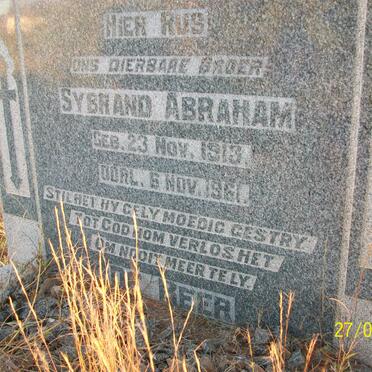 HIER RUS
ONS DIERBARE BROER
SYBRAND ABRAHAM
GEB. 23 NOV. 1913
OORL. 6 NOV. 1961.
STIL HET HY GELY MOEDIG GESTRY
TOT GOD HOM VERLOS HET
OM NOOIT MEER TE LY.
27/0